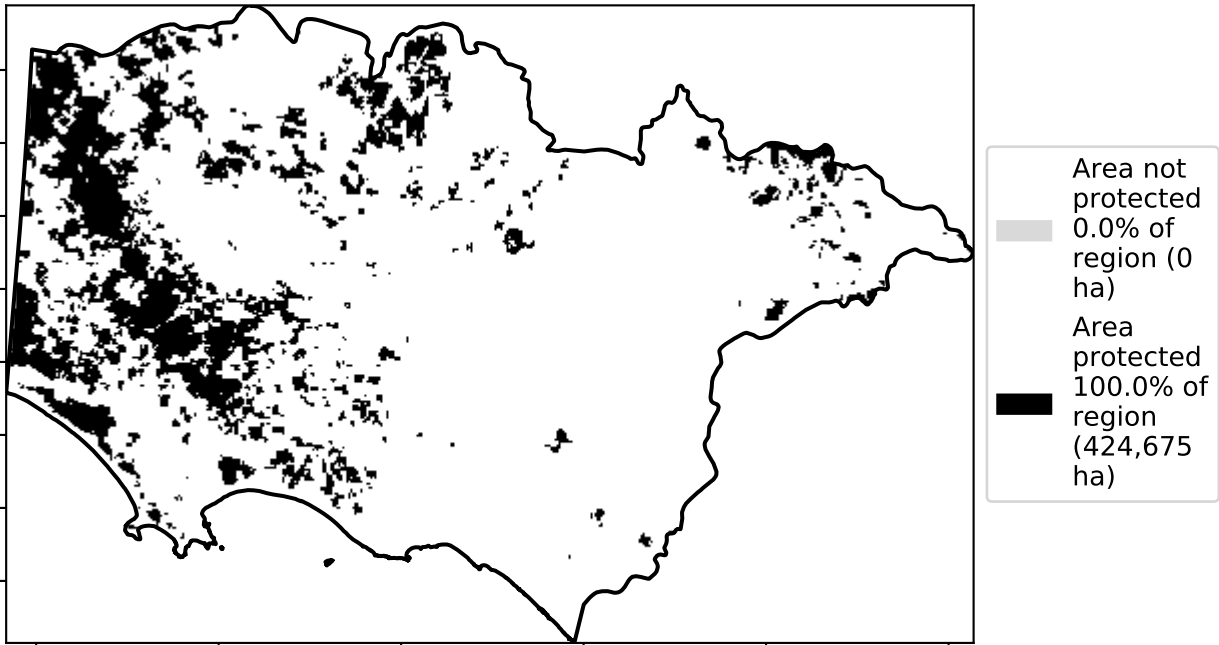 Area not
protected
0.0% of
region (0
ha)
Area
protected
100.0% of
region
(424,675
ha)